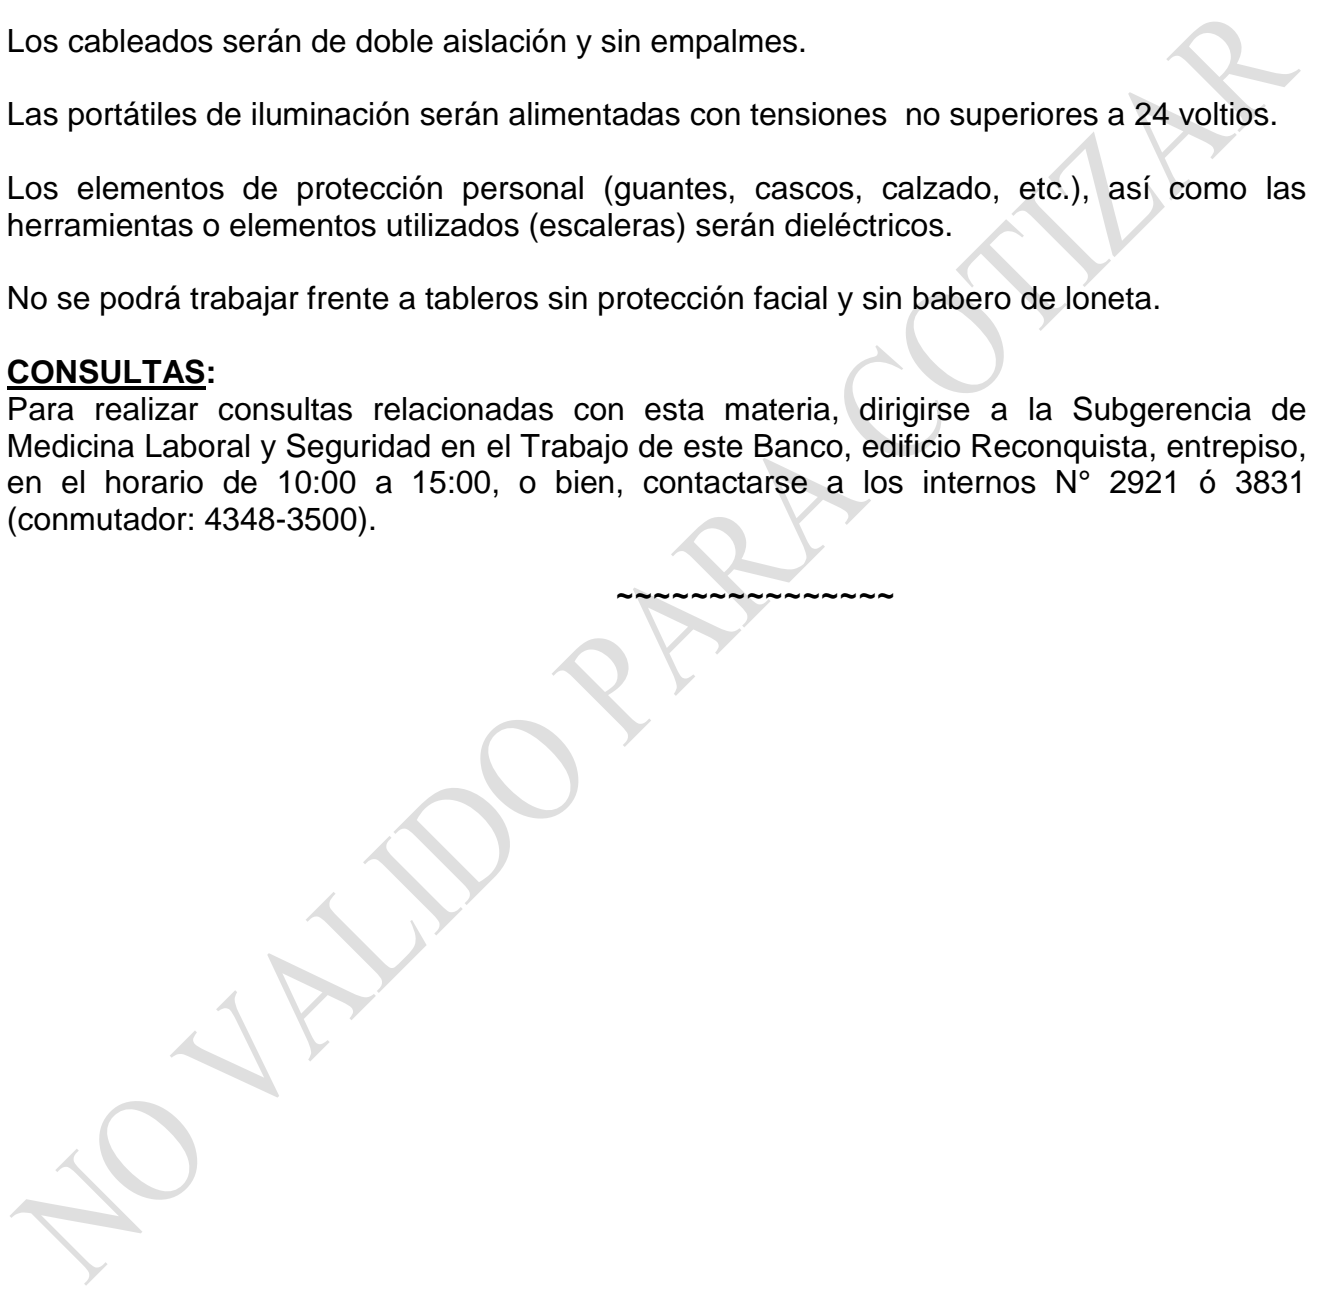 Los cableados serán de doble aislación y sin empalmes.
Las portátiles de iluminación serán alimentadas con tensiones  no superiores a 24 voltios.
Los elementos de protección personal (guantes, cascos, calzado, etc.), así como las
herramientas o elementos utilizados (escaleras) serán dieléctricos.
No se podrá trabajar frente a tableros sin protección facial y sin babero de loneta.
CONSULTAS:
Para realizar consultas relacionadas con esta materia, dirigirse a la Subgerencia de
Medicina Laboral y Seguridad en el Trabajo de este Banco, edificio Reconquista, entrepiso,
en el horario de 10:00 a 15:00, o bien, contactarse a los internos N° 2921 ó 3831
(conmutador: 4348-3500).
~~~~~~~~~~~~~~~
NO VALIDO PARA COTIZAR